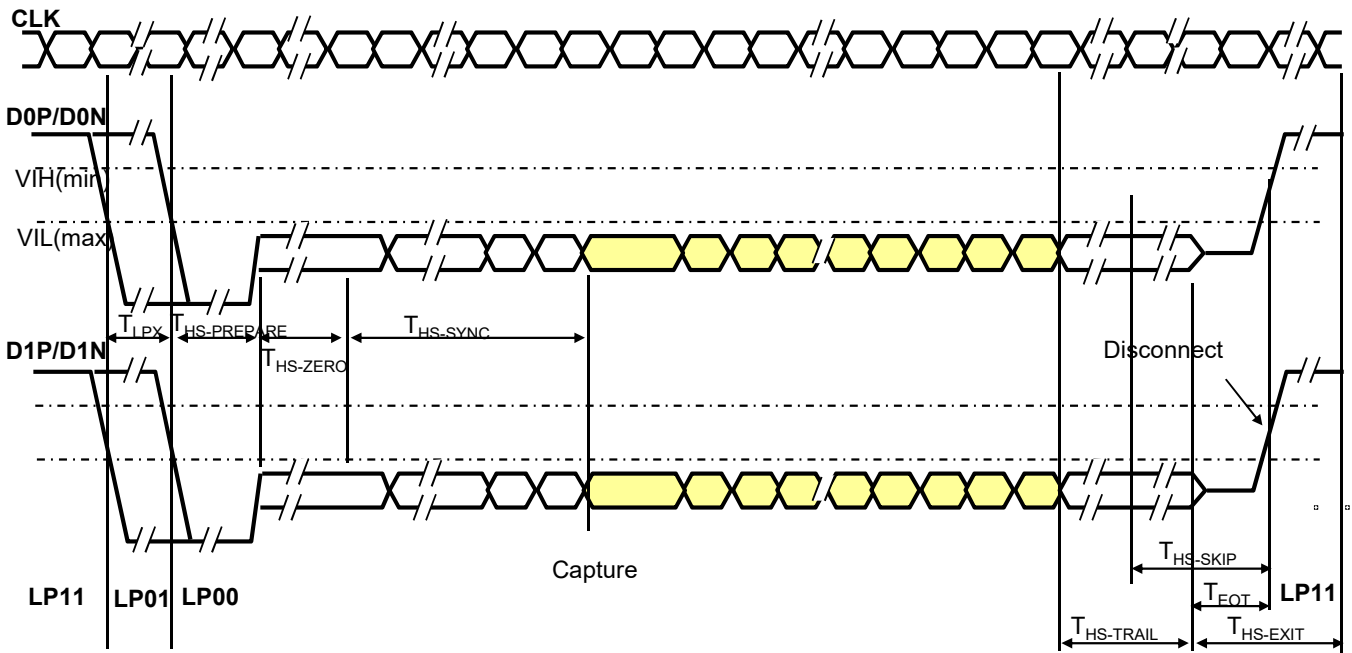 CLK
D0P/D0N
VIH(min)
VIL(max)
TLPX
THS-PREPARE
THS-ZERO
THS-SYNC
D1P/D1N
Disconnect
Capture
THS-SKIP
LP11
LP01
LP00
TEOT
LP11
THS-TRAIL
THS-EXIT